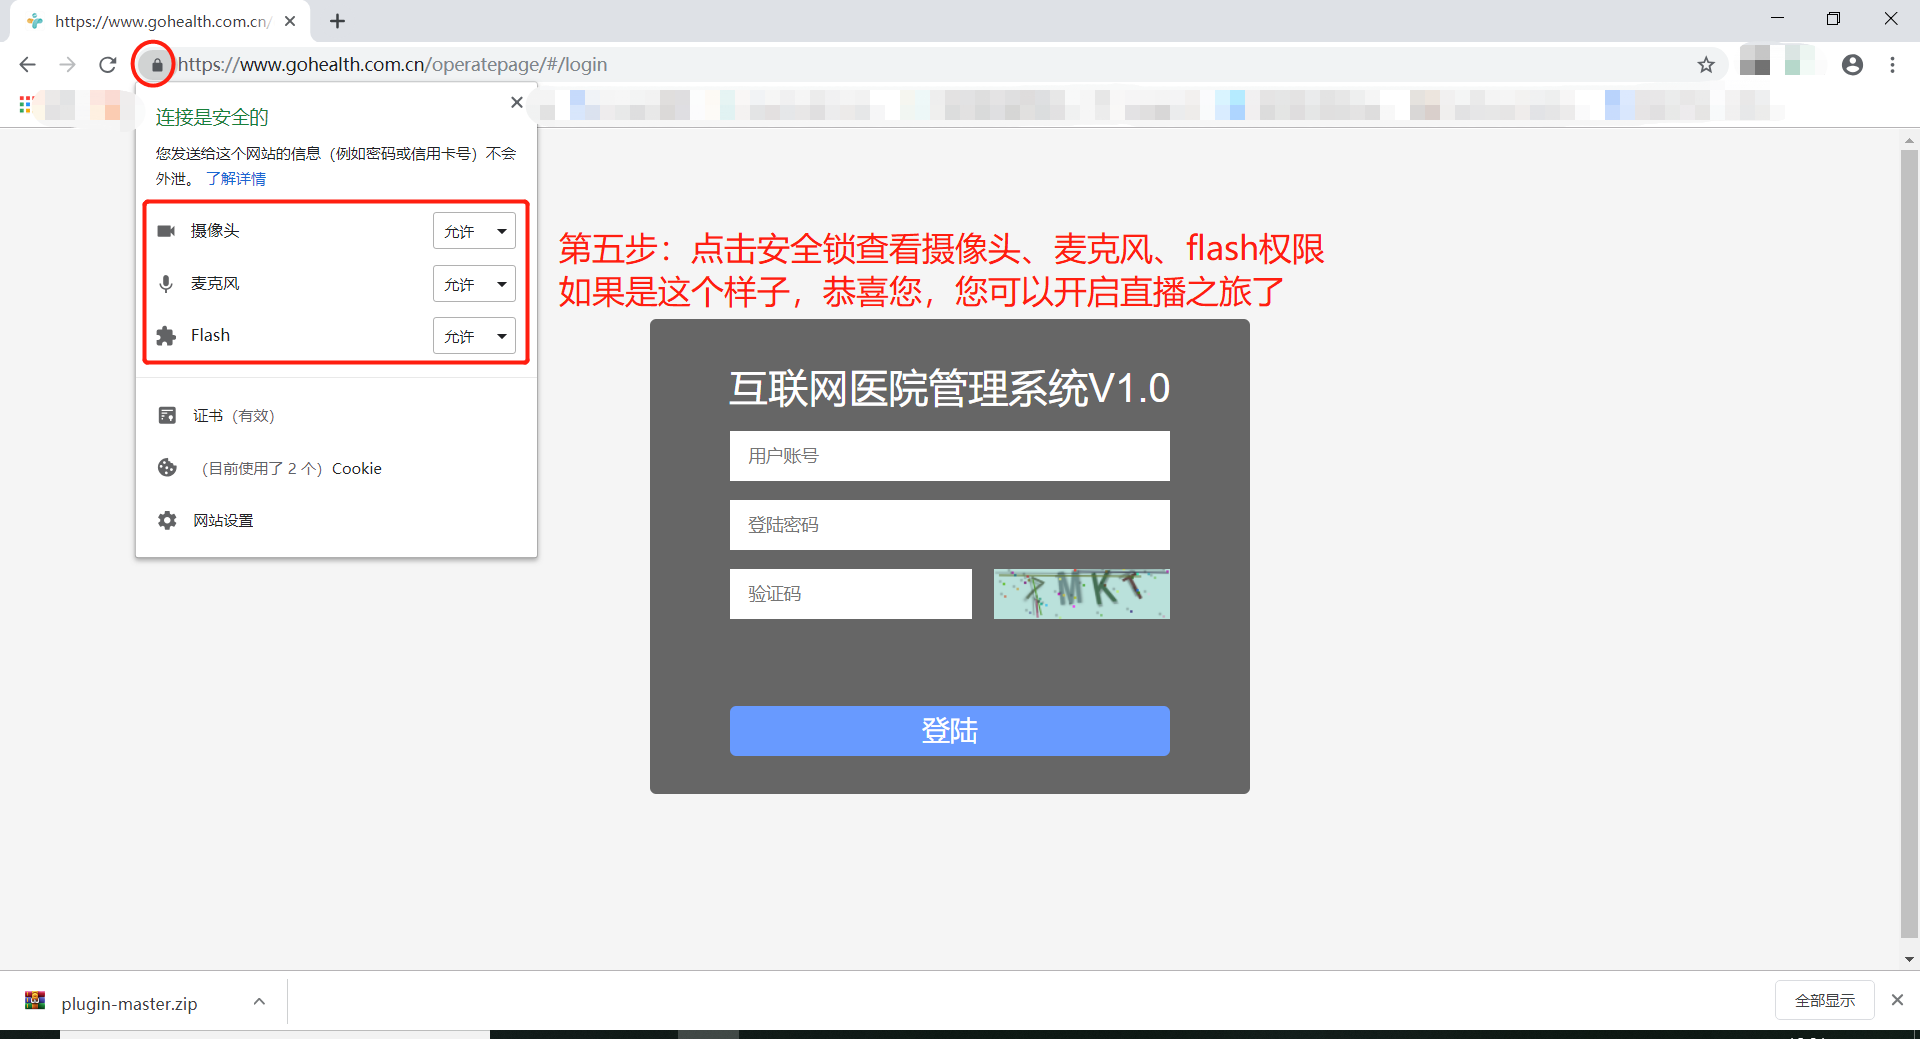 https://www.gohealth.com.cn/
https://www.gohealth.com.cn/operatepage/#/login
连接是安全的
您发送给这个网站的信息（例如密码或信用卡号）不会
外泄。 了解详情
摄像头 允许
麦克风 允许
Flash 允许
证书（有效）
（目前使用了 2 个）Cookie
网站设置
第五步：点击安全锁查看摄像头、麦克风、flash权限
如果是这个样子，恭喜您，您可以开启直播之旅了
互联网医院管理系统V1.0
用户账号
登陆密码
验证码
MKT
登陆
plugin-master.zip
全部显示